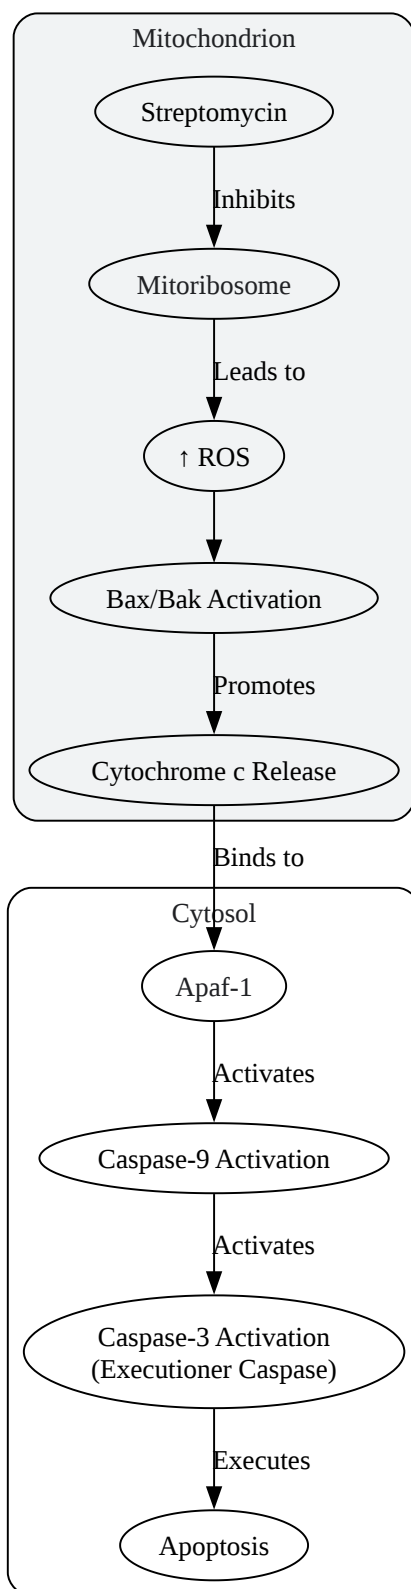 Mitochondrion
Streptomycin
Inhibits
Mitoribosome
Leads to
↑ ROS
Bax/Bak Activation
Promotes
Cytochrome c Release
Binds to
Cytosol
Apaf-1
Activates
Caspase-9 Activation
Activates
Caspase-3 Activation
(Executioner Caspase)
Executes
Apoptosis